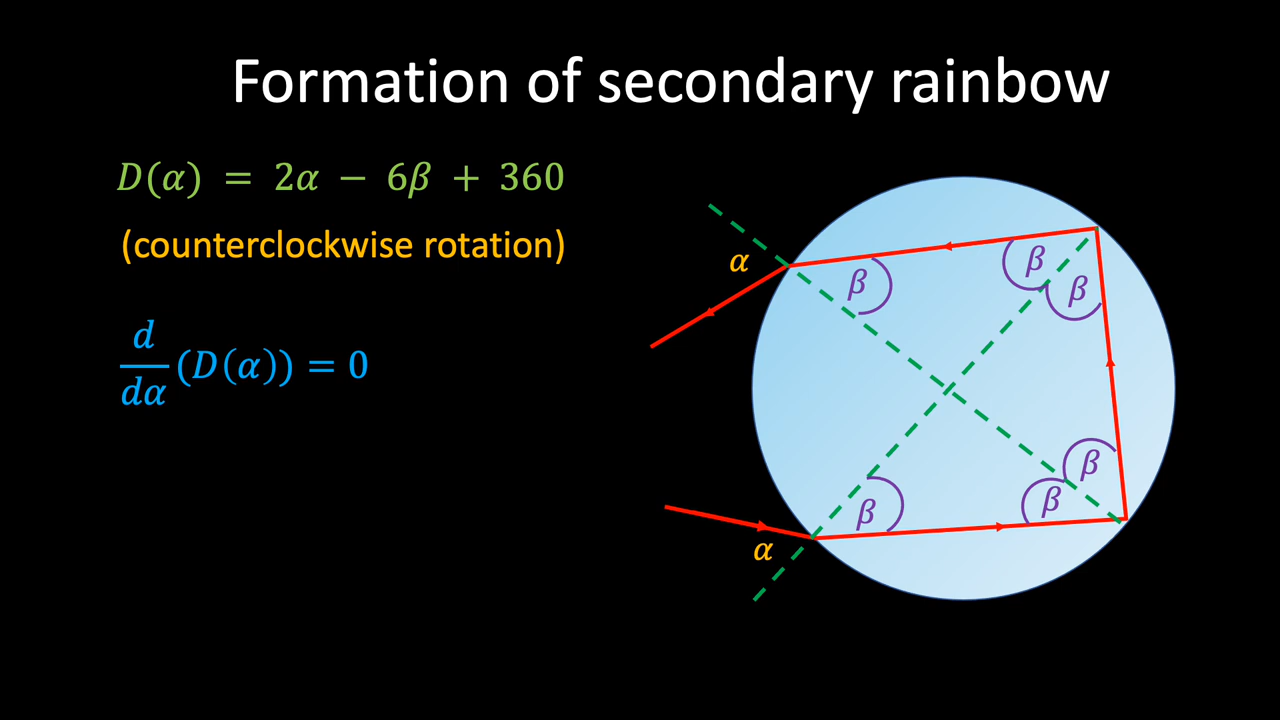 Formation of secondary rainbow
D(α) = 2α − 6β + 360
(counterclockwise rotation)
d/dα (D(α)) = 0
α
β
β
β
β
β
β
α